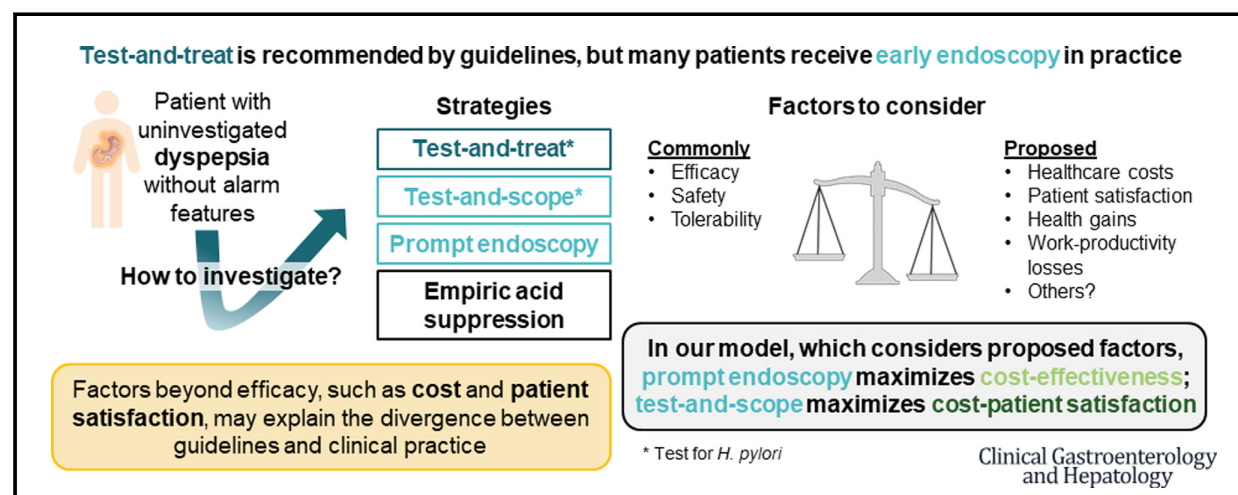 Test-and-treat is recommended by guidelines, but many patients receive early endoscopy in practice
Patient with
uninvestigated
dyspepsia
without alarm
features
How to investigate?
Strategies
Test-and-treat*
Test-and-scope*
Prompt endoscopy
Empiric acid
suppression
Factors to consider
Commonly
• Efficacy
• Safety
• Tolerability
Proposed
• Healthcare costs
• Patient satisfaction
• Health gains
• Work-productivity
losses
• Others?
Factors beyond efficacy, such as cost and patient
satisfaction, may explain the divergence between
guidelines and clinical practice
In our model, which considers proposed factors,
prompt endoscopy maximizes cost-effectiveness;
test-and-scope maximizes cost-patient satisfaction
* Test for H. pylori
Clinical Gastroenterology
and Hepatology